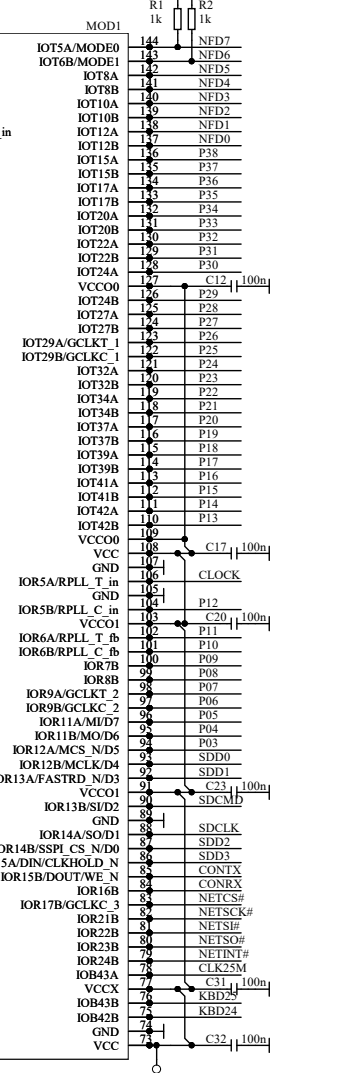 R1 R2
1k 1k
MOD1
IOT5A/MODE0 144 NFD7
IOT6B/MODE1 143 NFD6
IOT8A 142 NFD5
IOT8B 141 NFD4
IOT10A 140 NFD3
IOT10B 139 NFD2
_in IOT12A 138 NFD1
IOT12B 137 NFD0
IOT15A 136 P38
IOT15B 135 P37
IOT17A 134 P36
IOT17B 133 P35
IOT20A 132 P34
IOT20B 131 P33
IOT22A 130 P32
IOT22B 129 P31
IOT24A 128 P30
VCCO0 127 C12 100n
IOT24B 126 P29
IOT27A 125 P28
IOT27B 124 P27
IOT29A/GCLKT_1 123 P26
IOT29B/GCLKC_1 122 P25
IOT32A 121 P24
IOT32B 120 P23
IOT34A 119 P22
IOT34B 118 P21
IOT37A 117 P20
IOT37B 116 P19
IOT39A 115 P18
IOT39B 114 P17
IOT41A 113 P16
IOT41B 112 P15
IOT42A 111 P14
IOT42B 110 P13
VCCO0 109
VCC 108 C17 100n
GND 107
IOR5A/RPLL_T_in 106 CLOCK
GND 105
IOR5B/RPLL_C_in 104 P12
VCCO1 103 C20 100n
IOR6A/RPLL_T_fb 102 P11
IOR6B/RPLL_C_fb 101 P10
IOR7B 100 P09
IOR8B 99 P08
IOR9A/GCLKT_2 98 P07
IOR9B/GCLKC_2 97 P06
IOR11A/MI/D7 96 P05
IOR11B/MO/D6 95 P04
IOR12A/MCS_N/D5 94 P03
IOR12B/MCLK/D4 93 SDD0
OR13A/FASTRD_N/D3 92 SDD1
VCCO1 91 C23 100n
IOR13B/SI/D2 90 SDCMD
GND 89
IOR14A/SO/D1 88 SDCLK
OR14B/SSPI_CS_N/D0 87 SDD2
5A/DIN/CLKHOLD_N 86 SDD3
IOR15B/DOUT/WE_N 85 CONTX
IOR16B 84 CONRX
IOR17B/GCLKC_3 83 NETCS#
IOR21B 82 NETSCK#
IOR22B 81 NETSI#
IOR23B 80 NETSO#
IOR24B 79 NETINT#
IOB43A 78 CLK25M
VCCX 77 C31 100n
IOB43B 76 KBD25
IOB42B 75 KBD24
GND 74
VCC 73 C32 100n